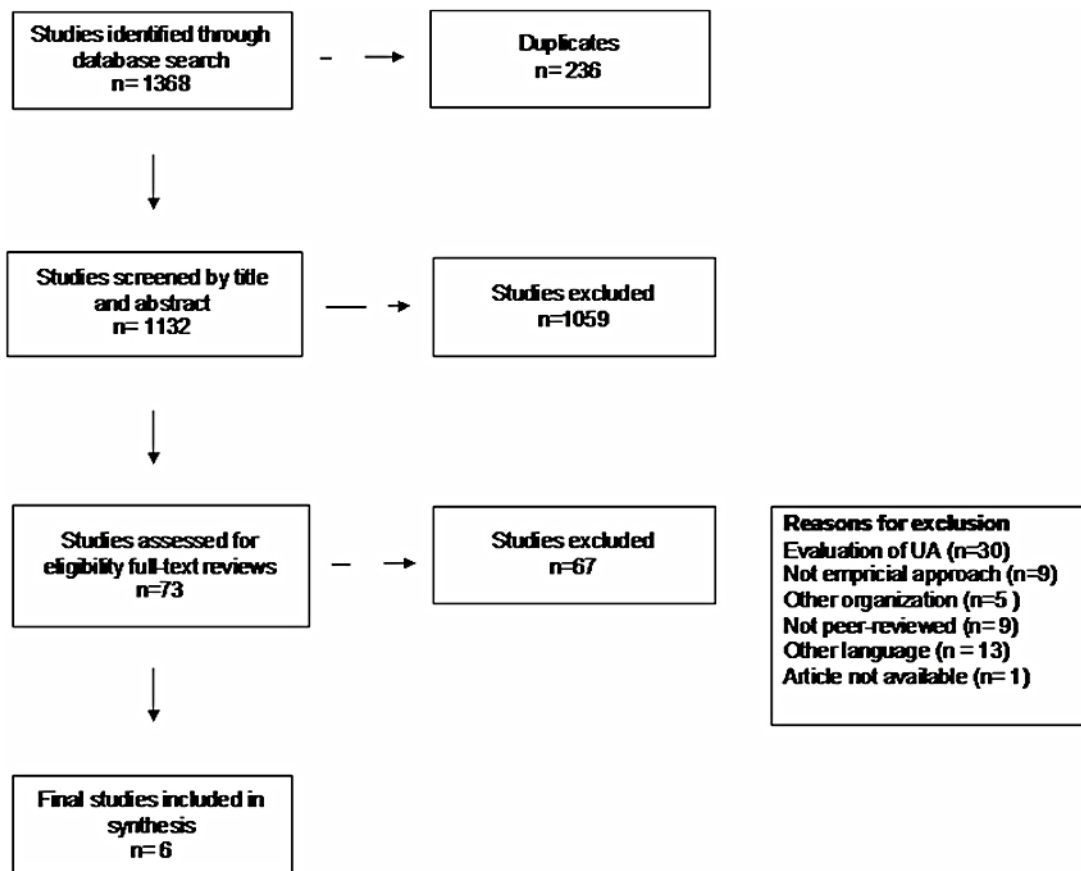 Studies identified through
database search
n= 1368
Duplicates
n= 236
Studies screened by title
and abstract
n= 1132
Studies excluded
n=1059
Studies assessed for
eligibility full-text reviews
n=73
Studies excluded
n=67
Reasons for exclusion
Evaluation of UA (n=30)
Not emprical approach (n=9)
Other organization (n=5 )
Not peer-reviewed (n= 9)
Other language (n = 13)
Article not available (n= 1)
Final studies included in
synthesis
n= 6